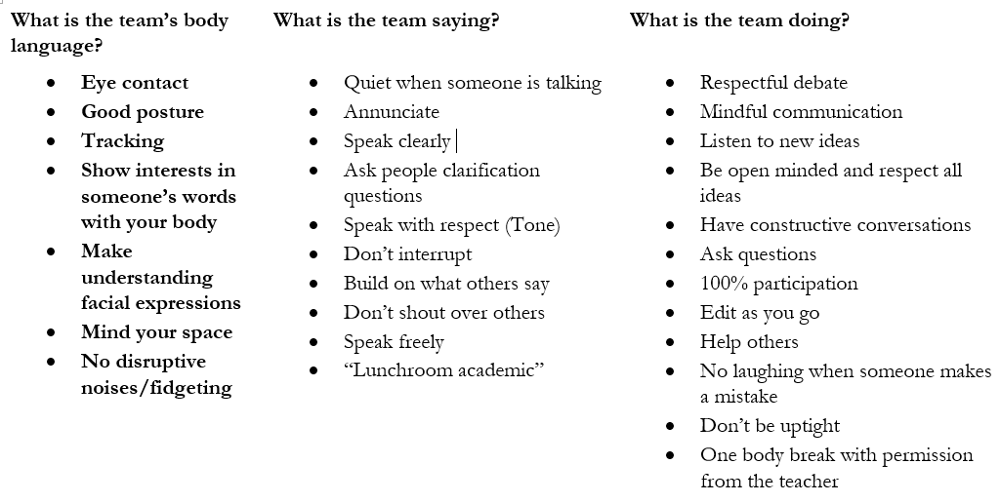 What is the team’s body
language?
• Eye contact
• Good posture
• Tracking
• Show interests in
someone’s words
with your body
• Make
understanding
facial expressions
• Mind your space
• No disruptive
noises/fidgeting
What is the team saying?
• Quiet when someone is talking
• Annunciate
• Speak clearly
• Ask people clarification
questions
• Speak with respect (Tone)
• Don’t interrupt
• Build on what others say
• Don’t shout over others
• Speak freely
• “Lunchroom academic”
What is the team doing?
• Respectful debate
• Mindful communication
• Listen to new ideas
• Be open minded and respect all
ideas
• Have constructive conversations
• Ask questions
• 100% participation
• Edit as you go
• Help others
• No laughing when someone makes
a mistake
• Don’t be uptight
• One body break with permission
from the teacher